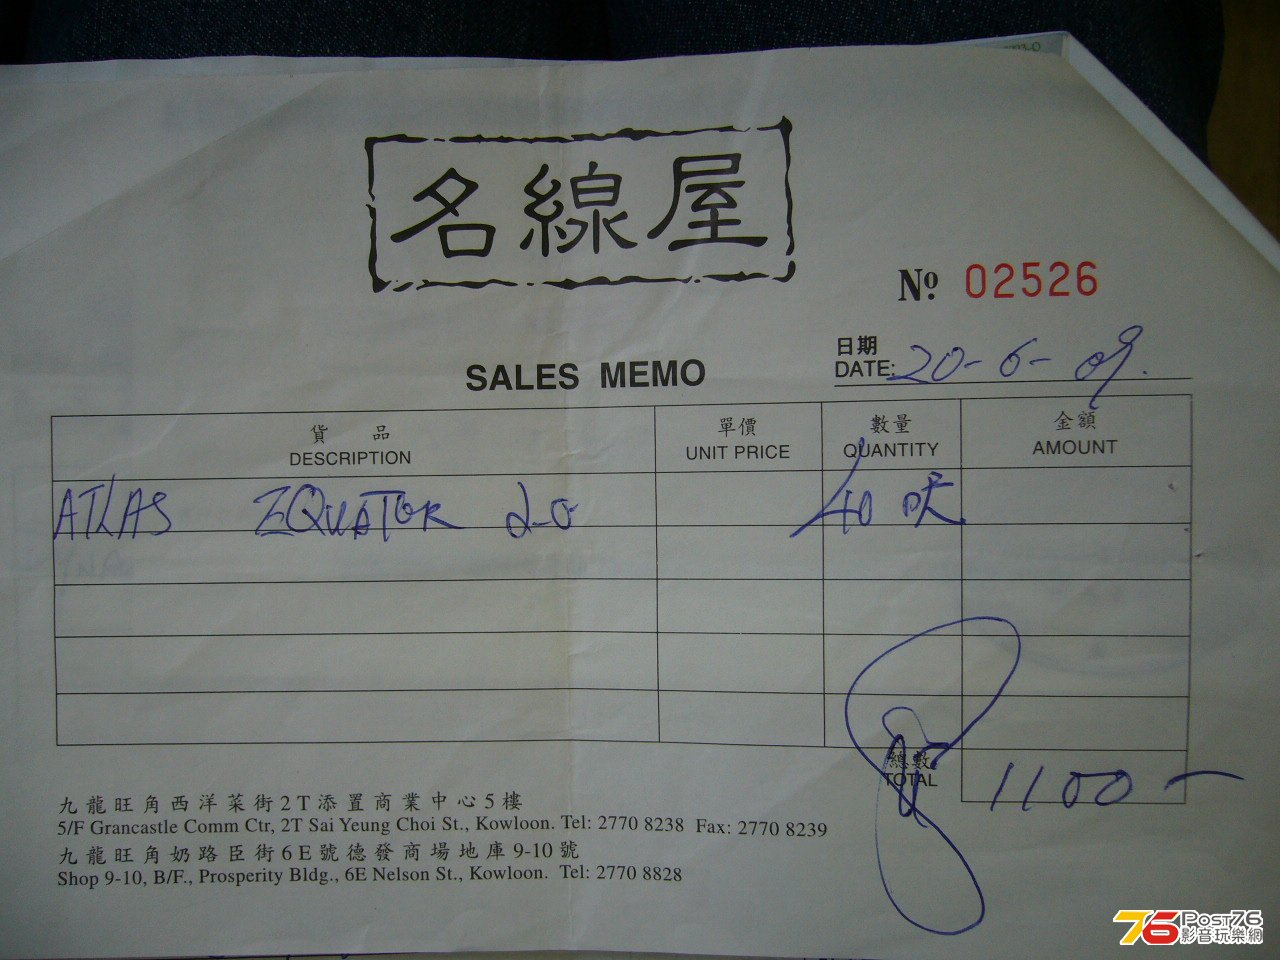 名線屋
Nº 02526
日期
DATE: 20-6-09.
SALES MEMO
貨品 單價 數量 金額
DESCRIPTION UNIT PRICE QUANTITY AMOUNT
ATLAS EQUATOR 2-0 40 呎
總數
TOTAL 1100-
九龍旺角西洋菜街2T添置商業中心5樓
5/F Grancastle Comm Ctr, 2T Sai Yeung Choi St., Kowloon. Tel: 2770 8238 Fax: 2770 8239
九龍旺角奶路臣街6E號德發商場地庫9-10號
Shop 9-10, B/F., Prosperity Bldg., 6E Nelson St., Kowloon. Tel: 2770 8828
76 Post76
影音玩樂網